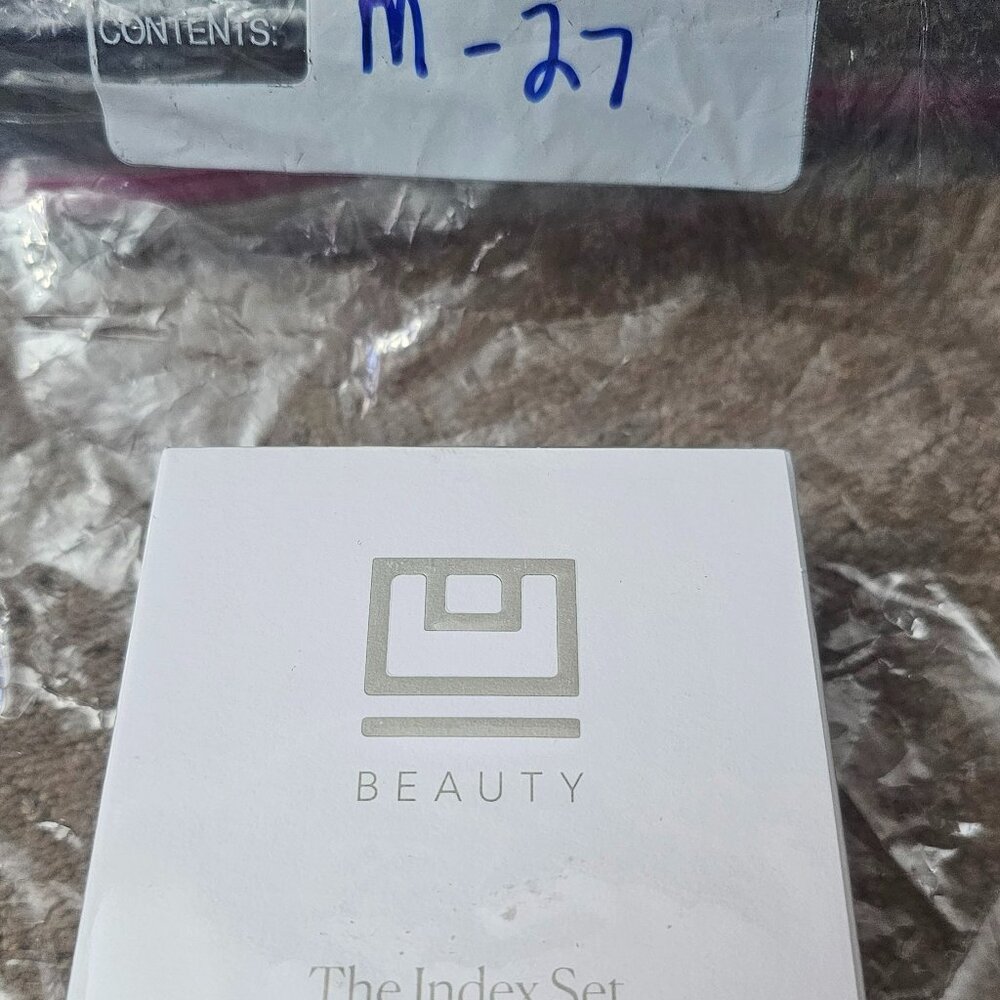 CONTENTS:
M-27
BEAUTY
The Index Set